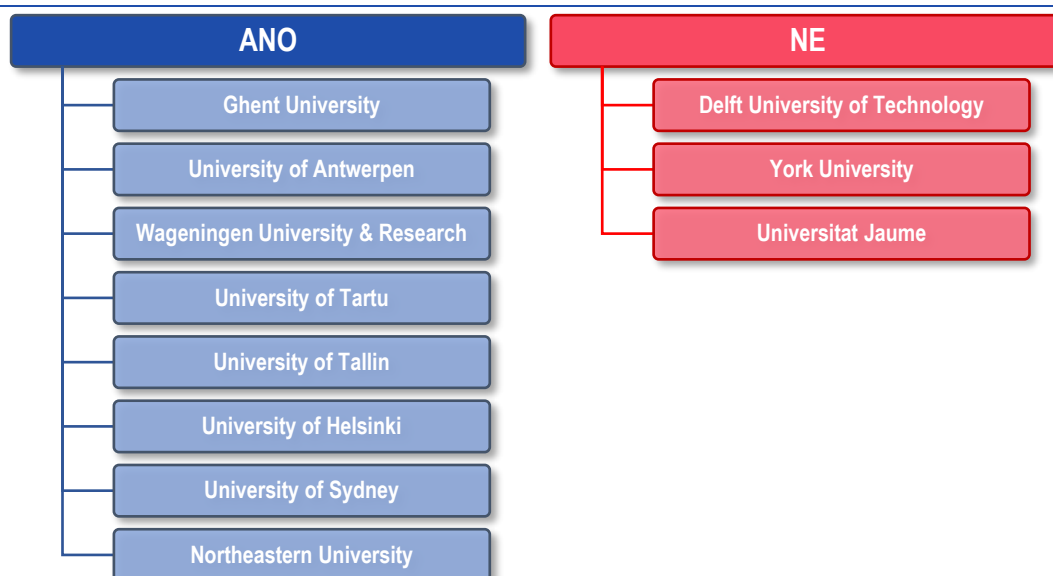 ANO
Ghent University
University of Antwerpen
Wageningen University & Research
University of Tartu
University of Tallin
University of Helsinki
University of Sydney
Northeastern University
NE
Delft University of Technology
York University
Universitat Jaume